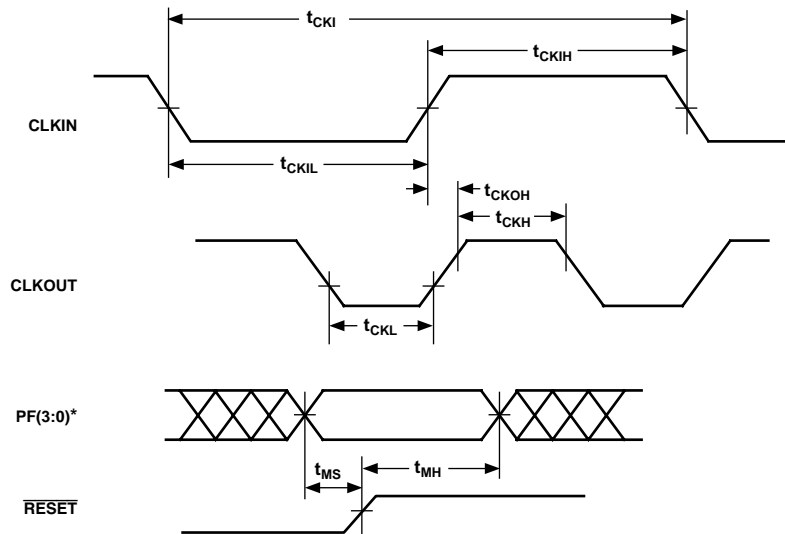 tCKI
tCKIH
CLKIN
tCKIL
tCKOH
tCKH
CLKOUT
tCKL
PF(3:0)*
tMS
tMH
RESET